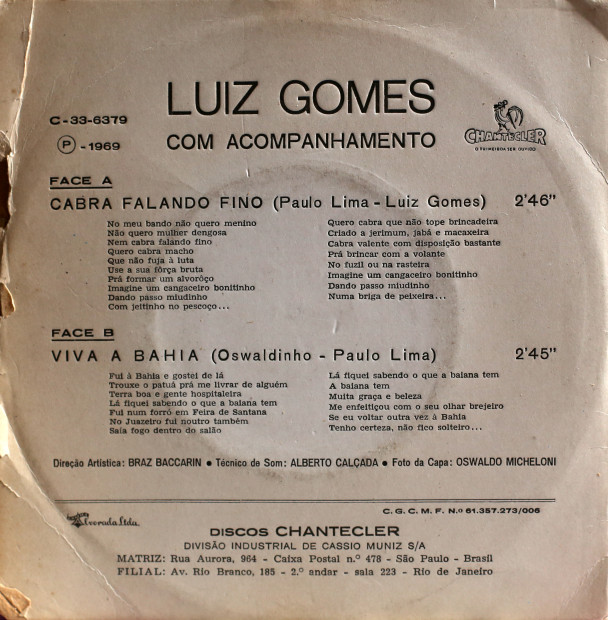 LUIZ GOMES
C-33-6379
COM ACOMPANHAMENTO
P - 1969
CHANTECLER
O PRIMEIRO A SER OUVIDO
FACE A
CABRA FALANDO FINO (Paulo Lima - Luiz Gomes) 2'46"
No meu bando não quero menino
Não quero mulher dengosa
Nem cabra falando fino
Quero cabra macho
Que não fuja à luta
Use a sua fôrça bruta
Prá formar um alvorôço
Imagine um cangaceiro bonitinho
Dando passo miudinho
Com jeitinho no pescoço...
Quero cabra que não tope brincadeira
Criado a jerimum, jabá e macaxeira
Cabra valente com disposição bastante
Prá brincar com a volante
No fuzil ou na rasteira
Imagine um cangaceiro bonitinho
Dando passo miudinho
Numa briga de peixeira...
FACE B
VIVA A BAHIA (Oswaldinho - Paulo Lima) 2'45"
Fui à Bahia e gostei de lá
Trouxe o patuá prá me livrar de alguém
Terra boa e gente hospitaleira
Lá fiquei sabendo o que a baiana tem
Fui num forró em Feira de Santana
No Juazeiro fui noutro também
Saía fogo dentro do salão
Lá fiquei sabendo o que a baiana tem
A baiana tem
Muita graça e beleza
Me enfeitiçou com o seu olhar brejeiro
Se eu voltar outra vez à Bahia
Tenho certeza, não fico solteiro...
Direção Artística: BRAZ BACCARIN • Técnico de Som: ALBERTO CALÇADA • Foto da Capa: OSWALDO MICHELONI
C. G. C. M. F. N.º 61.357.273/006
Alvorada Ltda.
DISCOS CHANTECLER
DIVISÃO INDUSTRIAL DE CASSIO MUNIZ S/A
MATRIZ: Rua Aurora, 964 - Caixa Postal n.º 478 - São Paulo - Brasil
FILIAL: Av. Rio Branco, 185 - 2.º andar - sala 223 - Rio de Janeiro